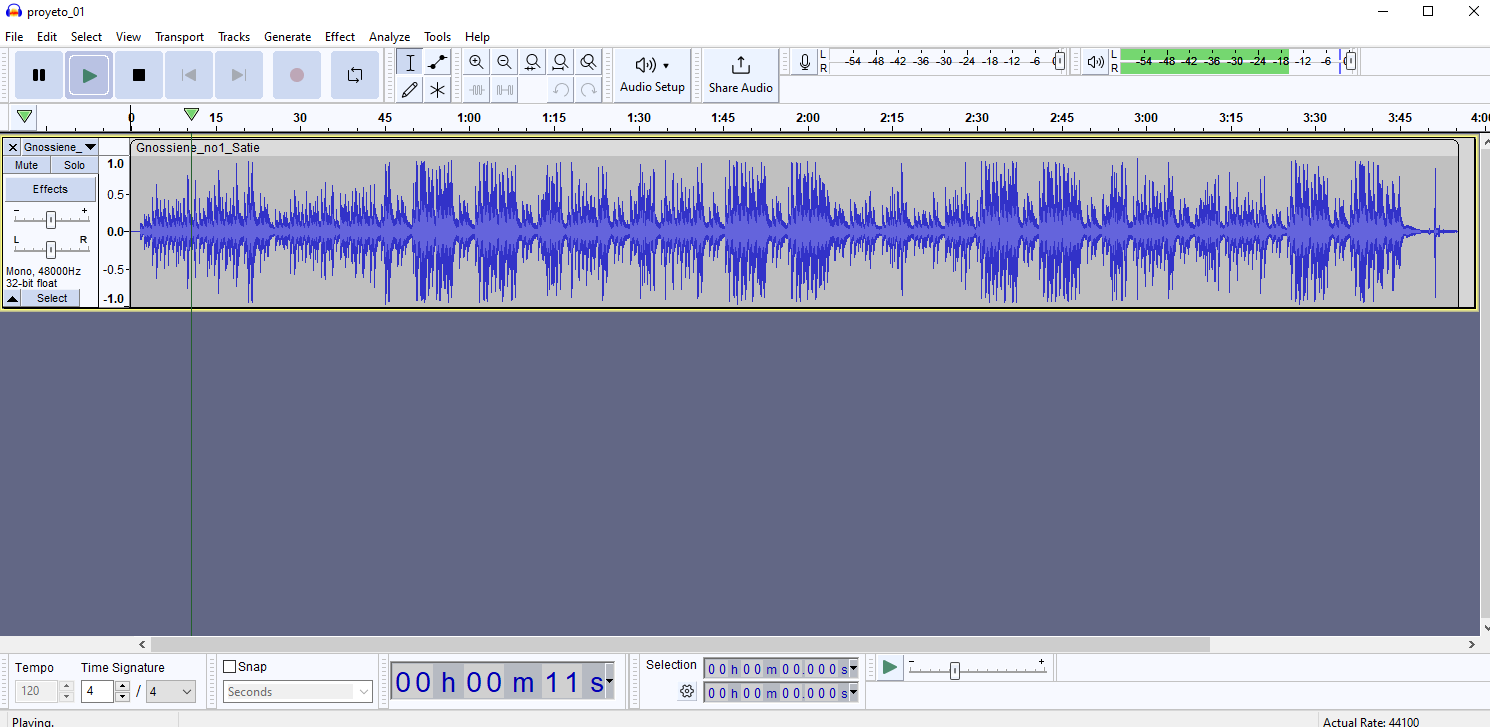 proyeto_01
File Edit Select View Transport Tracks Generate Effect Analyze Tools Help
L
R
-54 -48 -42 -36 -30 -24 -18 -12 -6
L
R
-54 -48 -42 -36 -30 -24 -18 -12 -6
Audio Setup
Share Audio
0 15 30 45 1:00 1:15 1:30 1:45 2:00 2:15 2:30 2:45 3:00 3:15 3:30 3:45 4:00
Gnossiene_
Gnossiene_no1_Satie
Mute Solo
1.0
Effects
0.5
- +
0.0
L R
Mono, 48000Hz
-0.5
32-bit float
Select
-1.0
Tempo Time Signature
Snap
120
4 / 4
Seconds
00 h 00 m 11 s
Selection
00 h 00 m 00.000 s
00 h 00 m 00.000 s
- +
Playing.
Actual Rate: 44100